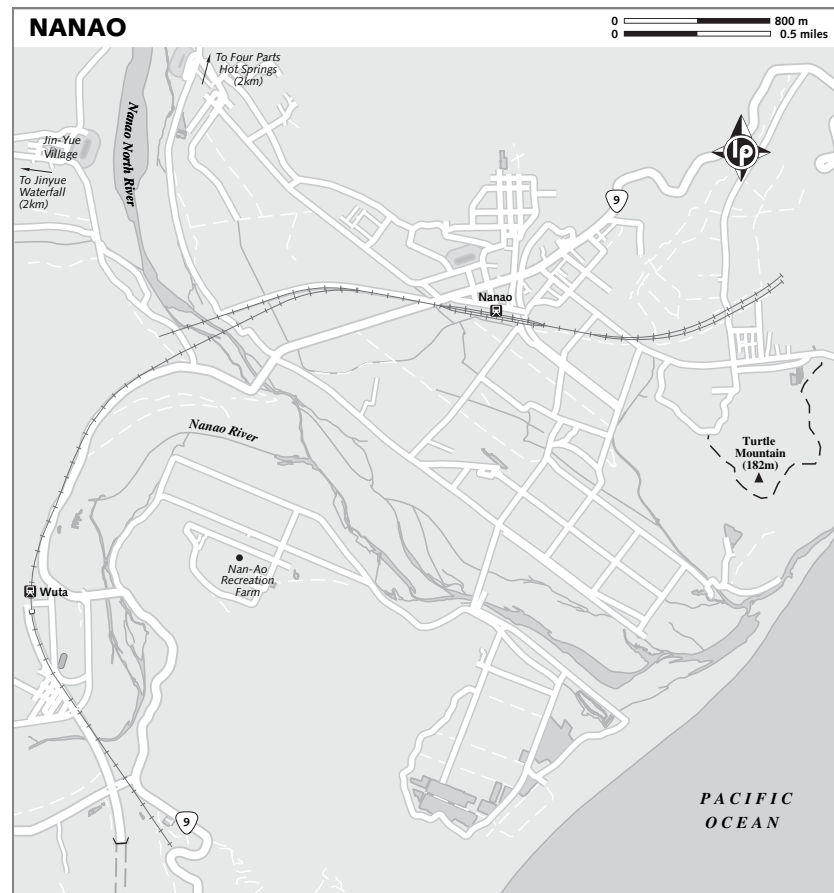 NANAO
0 800 m
0 0.5 miles
To Four Parts
Hot Springs
(2km)
Nanao North River
Jin-Yue
Village
To Jinyue
Waterfall
(2km)
lp
9
Nanao
Nanao River
Turtle
Mountain
(182m)
Nan-Ao
Recreation
Farm
Wuta
9
PACIFIC
OCEAN